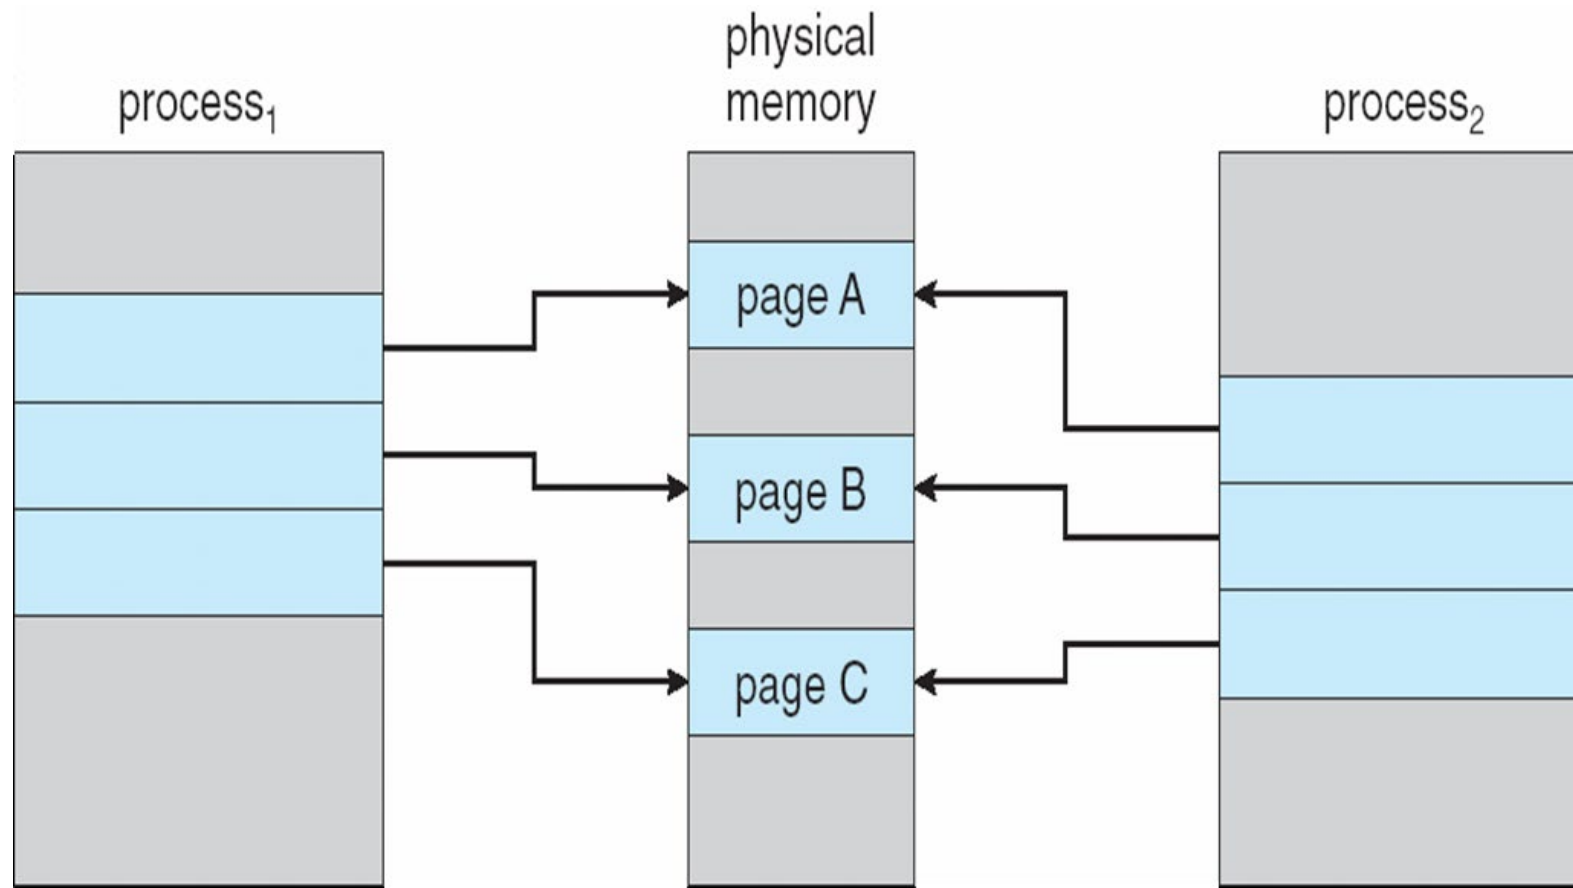 physical
memory
process₁
process₂
page A
page B
page C